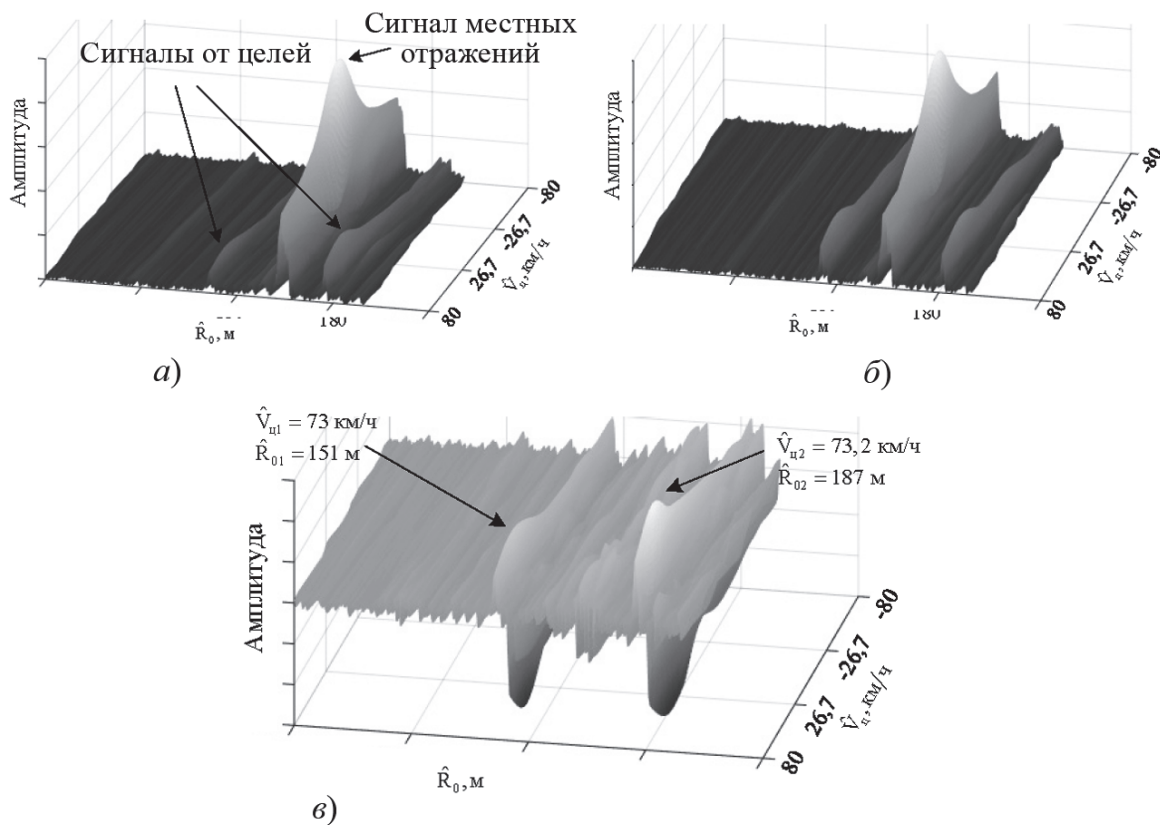 Сигналы от целей
Сигнал местных
отражений
Амплитуда
180
R̂₀, м
-80
-26,7
26,7
80
V̂ц, км/ч
а)
Амплитуда
180
R̂₀, м
-80
-26,7
26,7
80
V̂ц, км/ч
б)
V̂ц1 = 73 км/ч
R̂01 = 151 м
V̂ц2 = 73,2 км/ч
R̂02 = 187 м
Амплитуда
R̂₀, м
-80
-26,7
26,7
80
V̂ц, км/ч
в)